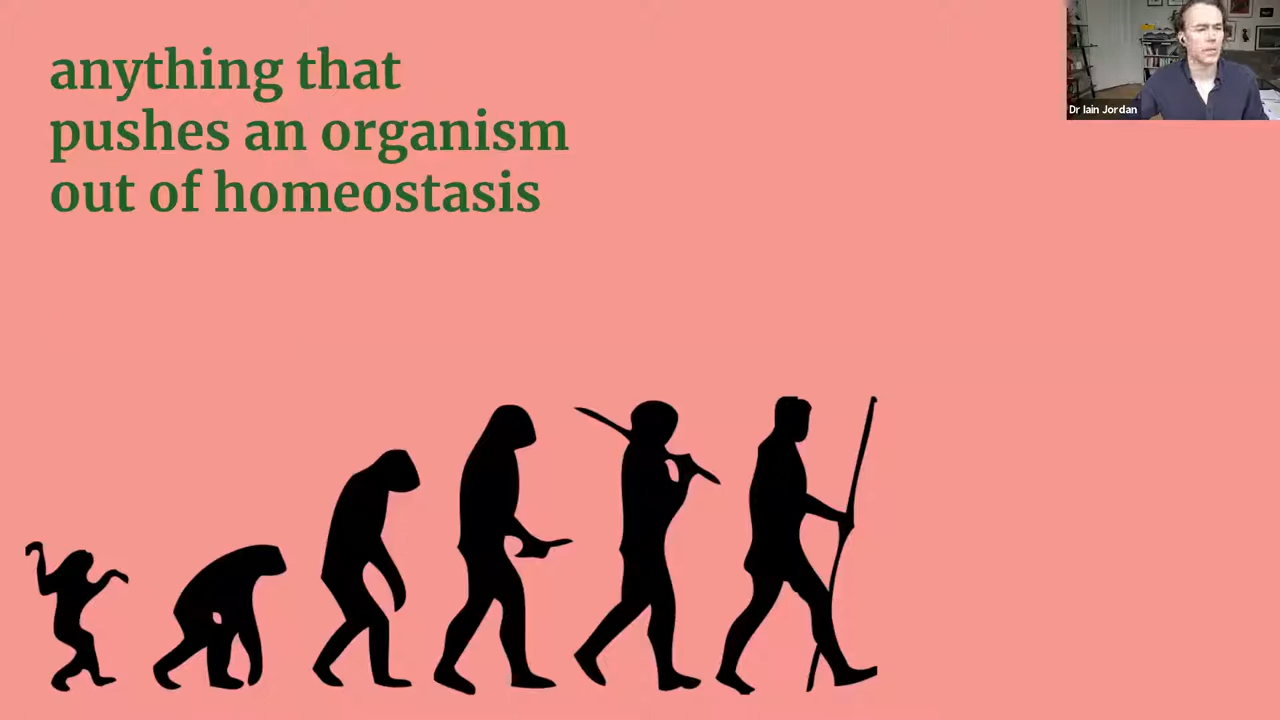 anything that
pushes an organism
out of homeostasis
Dr Iain Jordan